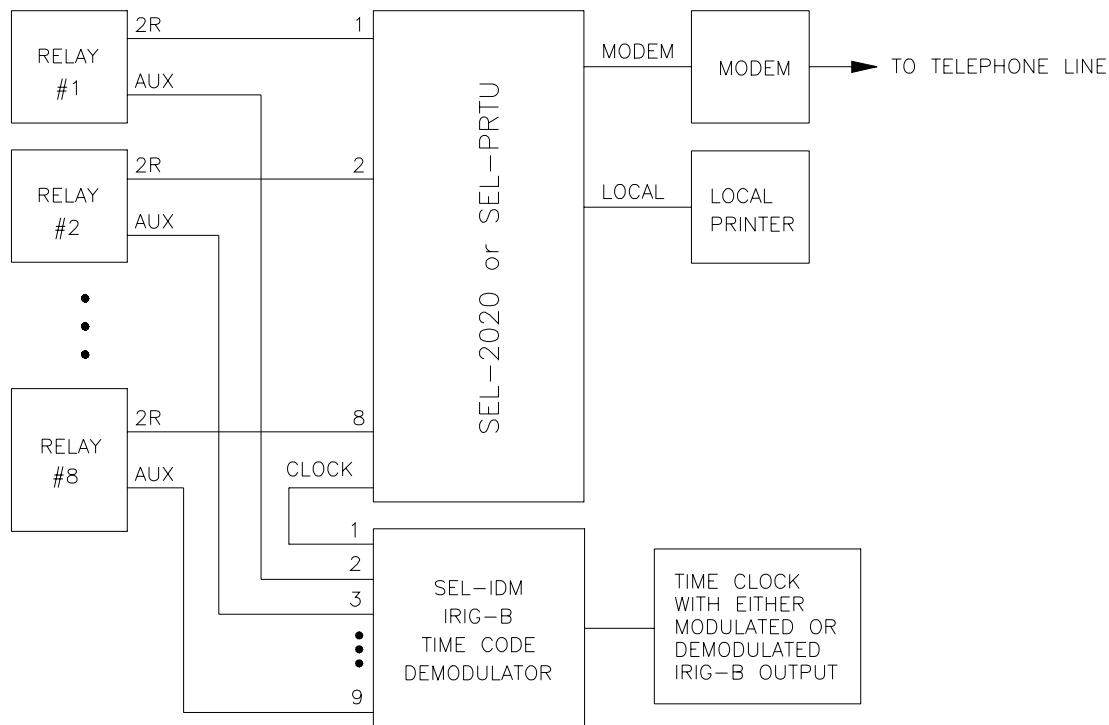 2R
RELAY
#1
AUX
1
MODEM
MODEM
TO TELEPHONE LINE
2R
RELAY
#2
AUX
2
LOCAL
LOCAL
PRINTER
SEL-2020 or SEL-PRTU
2R
RELAY
#8
AUX
8
CLOCK
1
2
3
9
SEL-IDM
IRIG-B
TIME CODE
DEMODULATOR
TIME CLOCK
WITH EITHER
MODULATED OR
DEMODULATED
IRIG-B OUTPUT